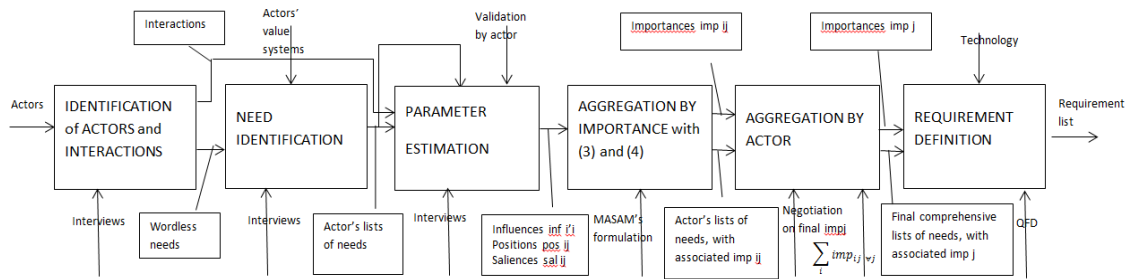 Interactions
Actors'
value
systems
Validation
by actor
Importances imp ij
Importances imp j
Technology
Actors
IDENTIFICATION
of ACTORS and
INTERACTIONS
NEED
IDENTIFICATION
PARAMETER
ESTIMATION
AGGREGATION BY
IMPORTANCE with
(3) and (4)
AGGREGATION BY
ACTOR
REQUIREMENT
DEFINITION
Requirement
list
Interviews
Wordless
needs
Interviews
Actor's lists
of needs
Interviews
Influences inf i'i
Positions pos ij
Saliences sal ij
MASAM's
formulation
Actor's lists of
needs, with
associated imp ij
Negotiation
on final impj
∑ imp ij ∀j
i
Final comprehensive
lists of needs, with
associated imp j
QFD